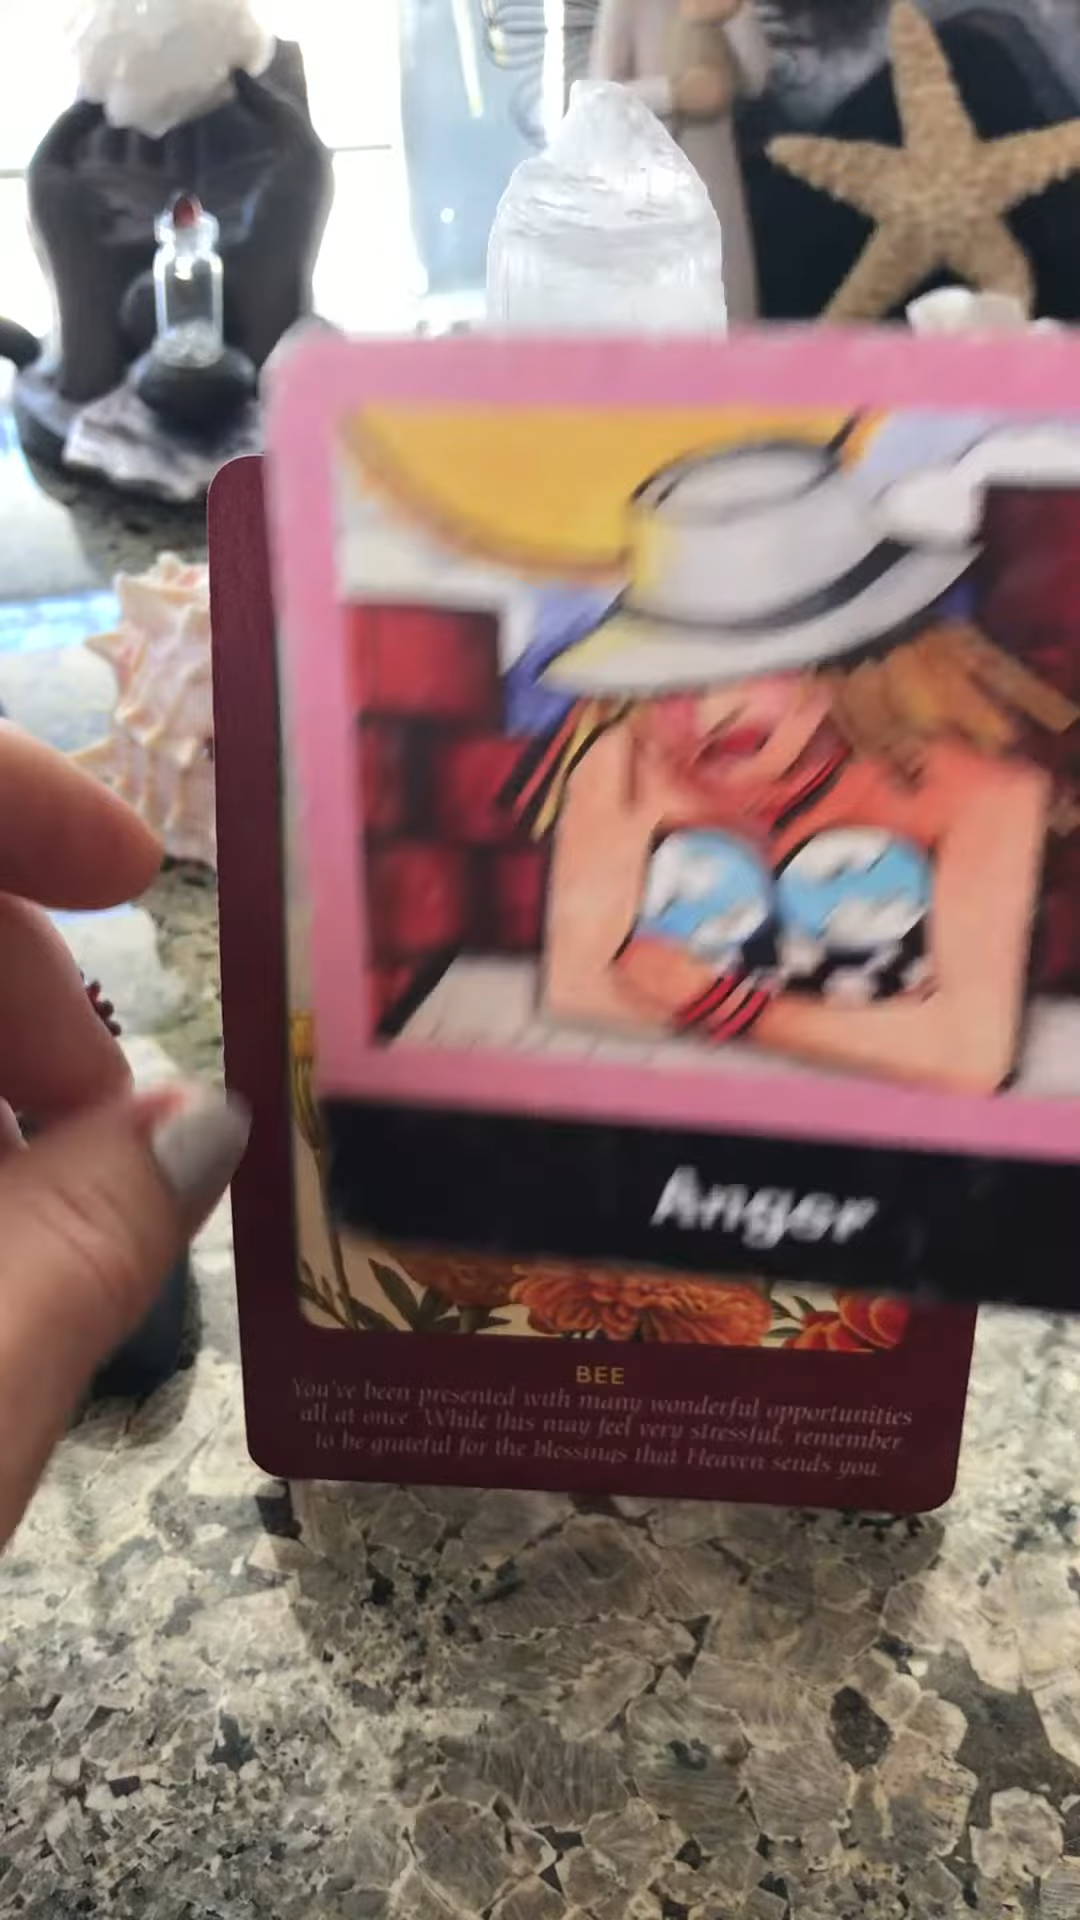 Anger
BEE
You've been presented with many wonderful opportunities
all at once. While this may feel very stressful, remember
to be grateful for the blessings that Heaven sends you.